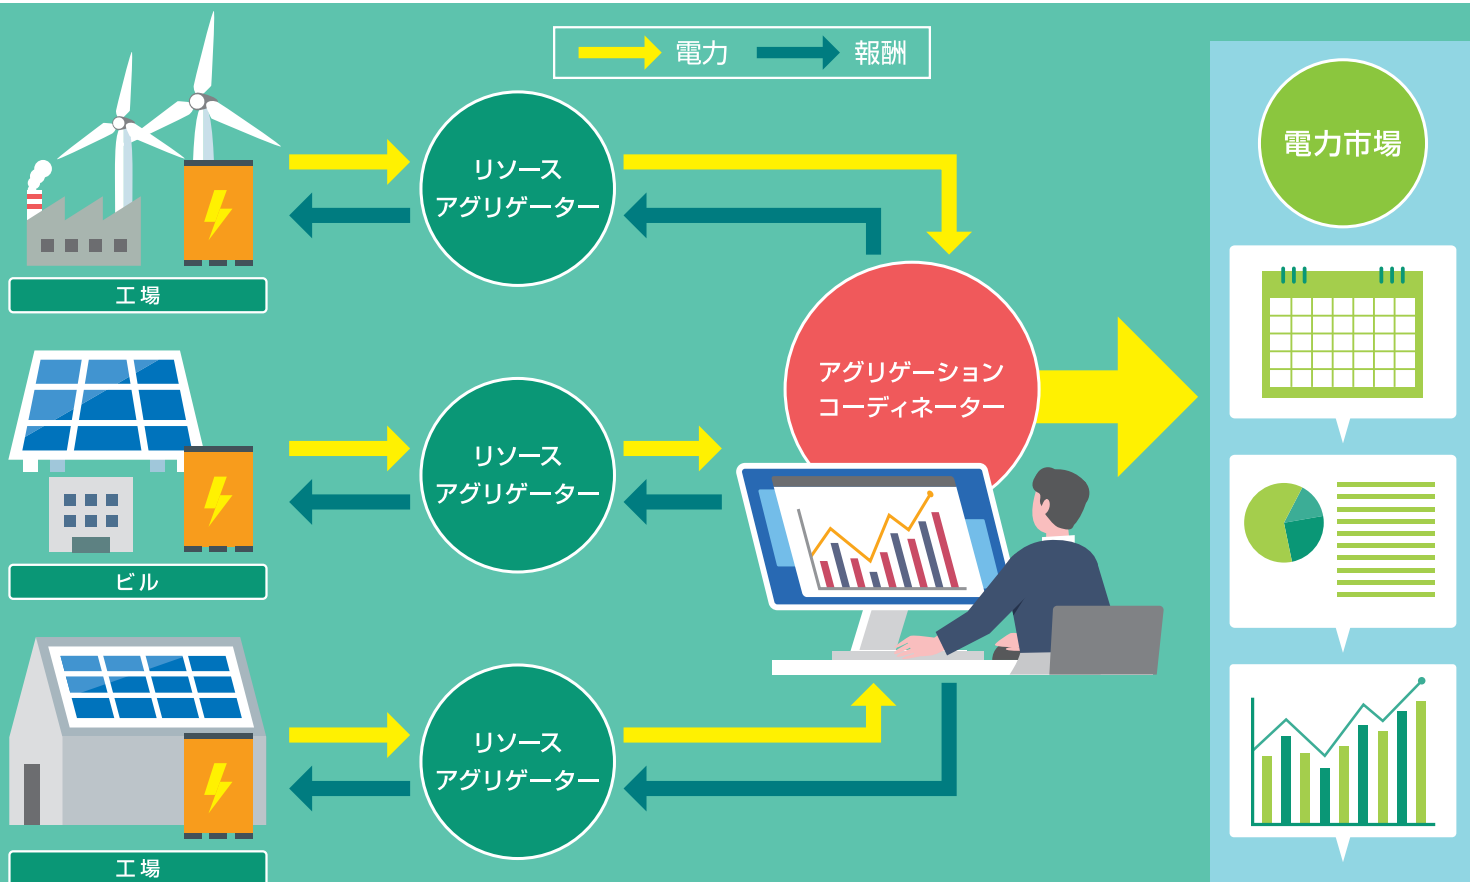 電力
報酬
電力市場
リソース
アグリゲーター
工場
アグリゲーション
コーディネーター
リソース
アグリゲーター
ビル
リソース
アグリゲーター
工場